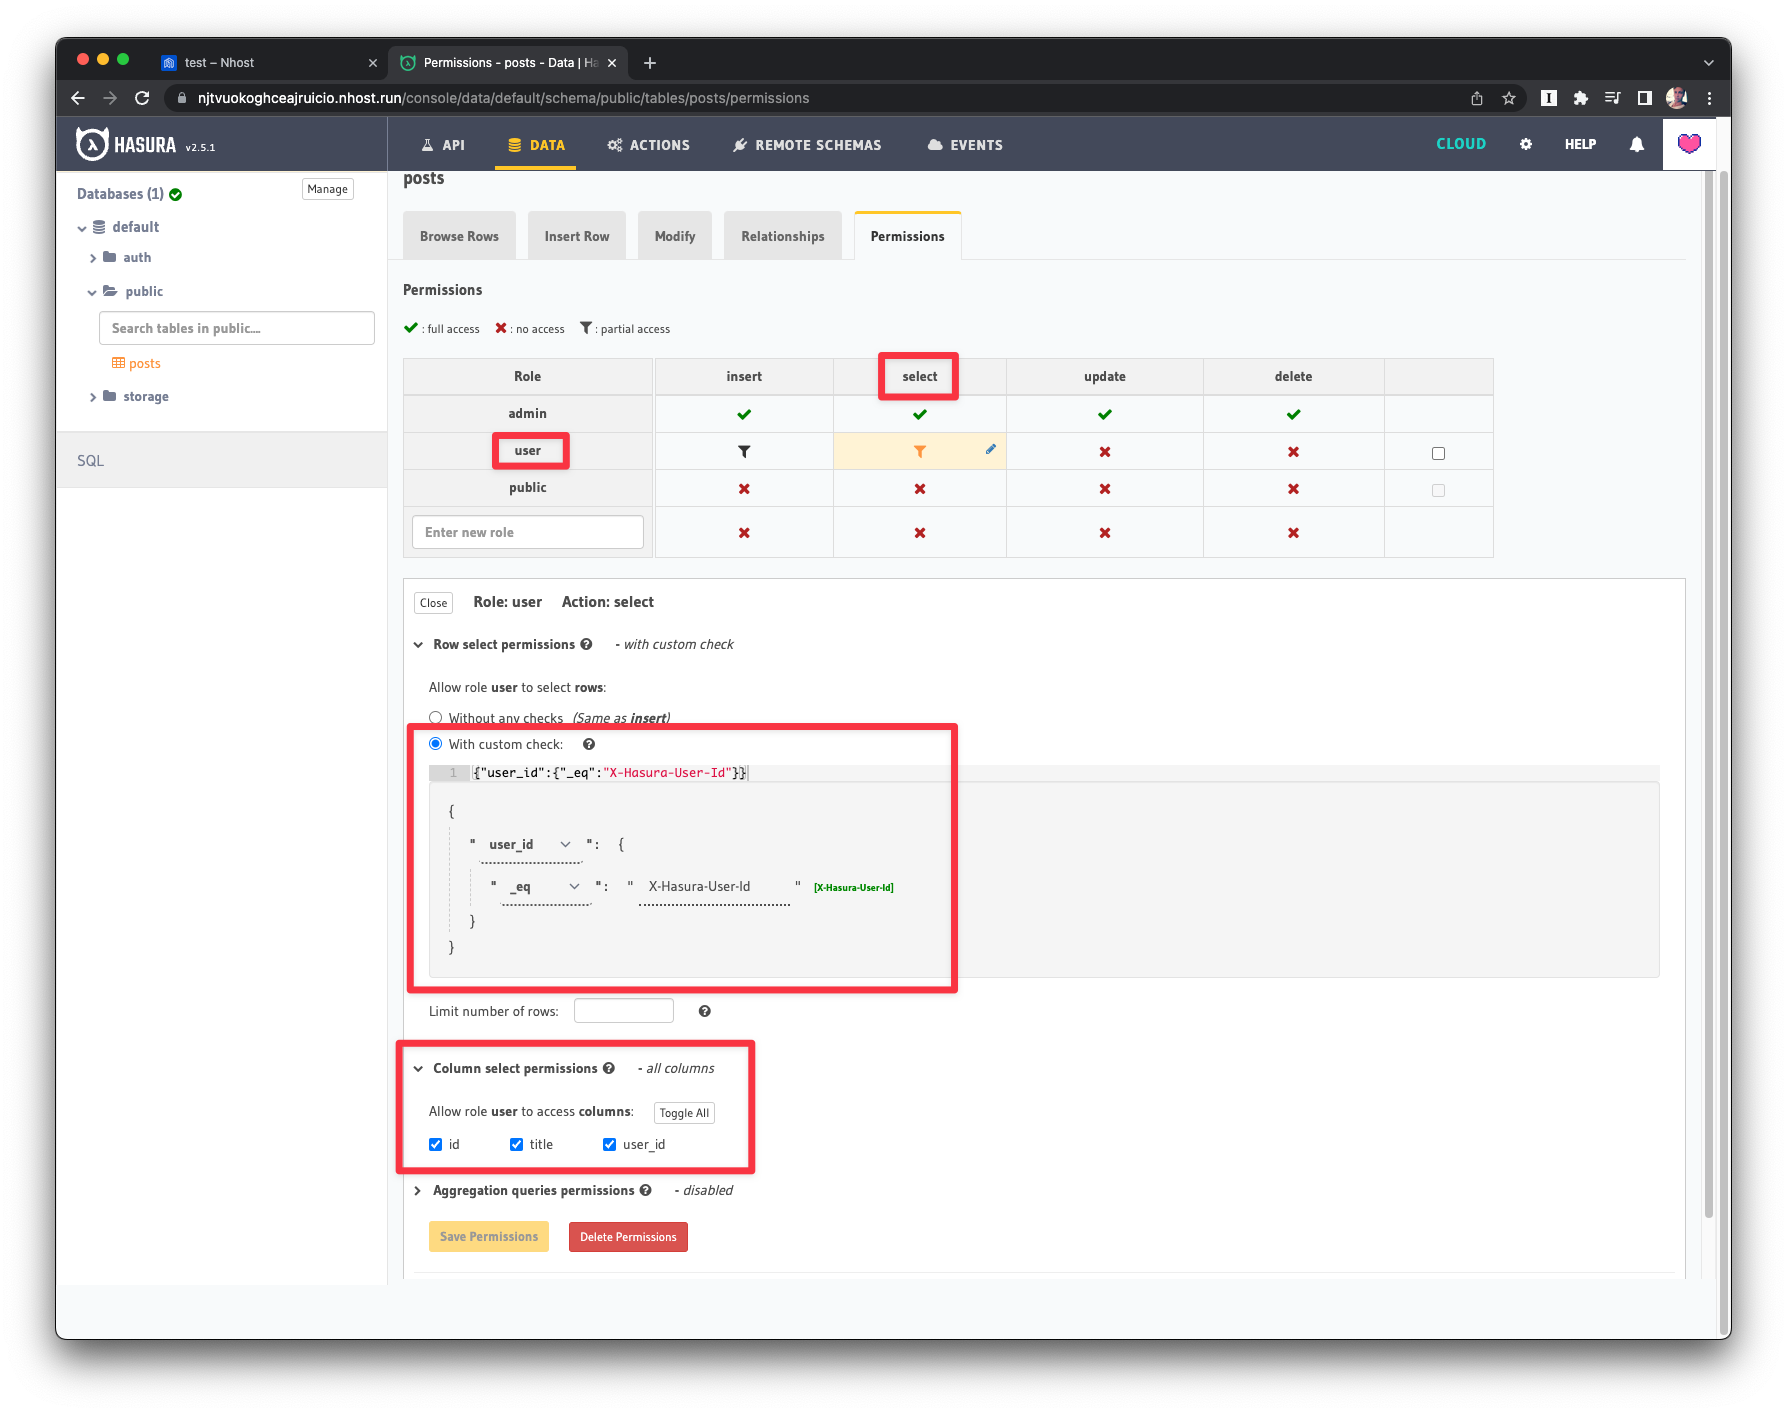 test – Nhost
Permissions - posts - Data | Ha
njtvuokoghceajruicio.nhost.run/console/data/default/schema/public/tables/posts/permissions
HASURA v2.5.1
API
DATA
ACTIONS
REMOTE SCHEMAS
EVENTS
CLOUD
HELP
Databases (1)
Manage
default
auth
public
Search tables in public....
posts
storage
SQL
posts
Browse Rows
Insert Row
Modify
Relationships
Permissions
Permissions
: full access : no access : partial access
Role insert select update delete
admin
user
public
Enter new role
Close Role: user Action: select
Row select permissions - with custom check
Allow role user to select rows:
Without any checks (Same as insert)
With custom check:
1 {"user_id":{"_eq":"X-Hasura-User-Id"}}
{
" user_id ": {
" _eq ": " X-Hasura-User-Id " [X-Hasura-User-Id]
}
}
Limit number of rows:
Column select permissions - all columns
Allow role user to access columns: Toggle All
id title user_id
Aggregation queries permissions - disabled
Save Permissions Delete Permissions